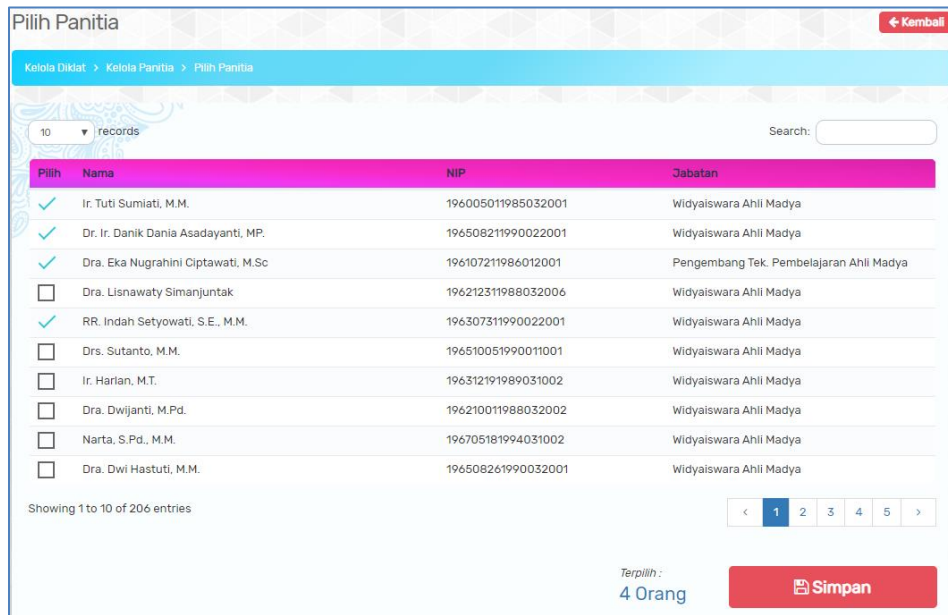 Pilih Panitia
Kembali
Kelola Diklat > Kelola Panitia > Pilih Panitia
10 records Search:
Pilih Nama NIP Jabatan
Ir. Tuti Sumiati, M.M. 196005011985032001 Widyaiswara Ahli Madya
Dr. Ir. Danik Dania Asadayanti, MP. 196508211990022001 Widyaiswara Ahli Madya
Dra. Eka Nugrahini Ciptawati, M.Sc 196107211986012001 Pengembang Tek. Pembelajaran Ahli Madya
Dra. Lisnawaty Simanjuntak 196212311988032006 Widyaiswara Ahli Madya
RR. Indah Setyowati, S.E., M.M. 196307311990022001 Widyaiswara Ahli Madya
Drs. Sutanto, M.M. 196510051990011001 Widyaiswara Ahli Madya
Ir. Harlan, M.T. 196312191989031002 Widyaiswara Ahli Madya
Dra. Dwijanti, M.Pd. 196210011988032002 Widyaiswara Ahli Madya
Narta, S.Pd., M.M. 196705181994031002 Widyaiswara Ahli Madya
Dra. Dwi Hastuti, M.M. 196508261990032001 Widyaiswara Ahli Madya
Showing 1 to 10 of 206 entries < 1 2 3 4 5 >
Terpilih :
4 Orang
Simpan